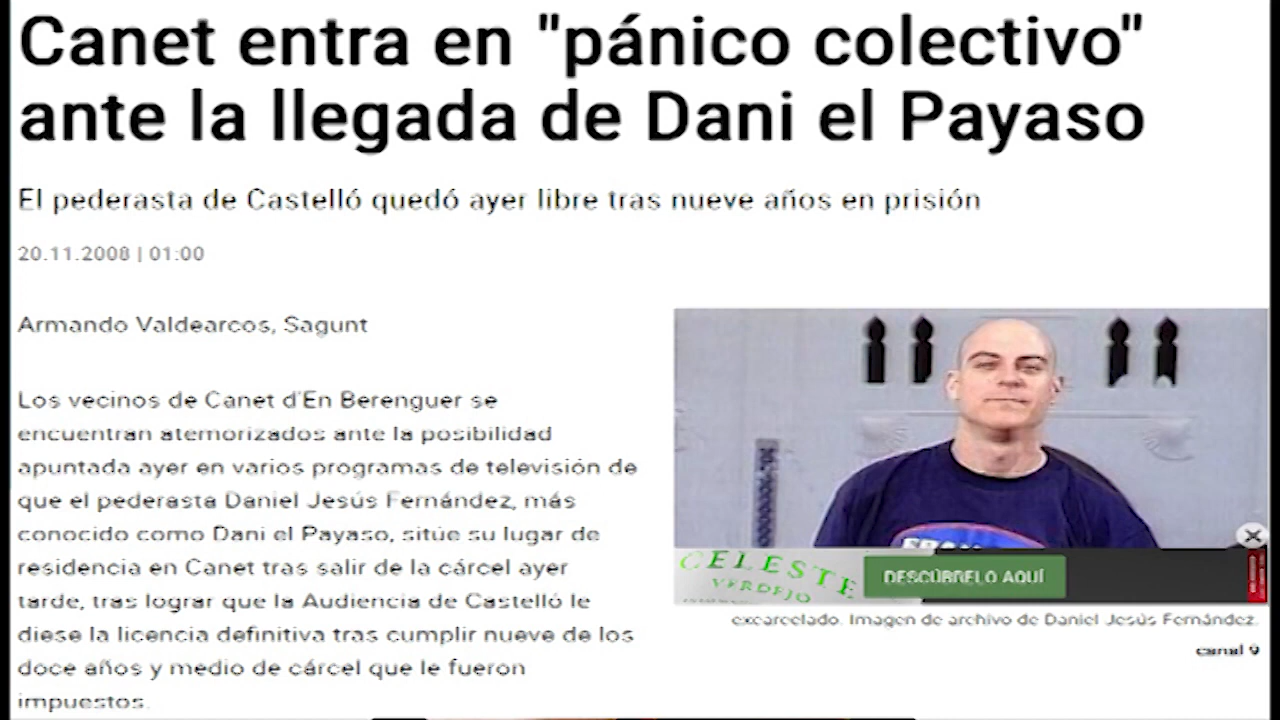 Canet entra en "pánico colectivo"
ante la llegada de Dani el Payaso
El pederasta de Castelló quedó ayer libre tras nueve años en prisión
20.11.2008 | 01:00
Armando Valdearcos, Sagunt
Los vecinos de Canet d'En Berenguer se
encuentran atemorizados ante la posibilidad
apuntada ayer en varios programas de televisión de
que el pederasta Daniel Jesús Fernández, más
conocido como Dani el Payaso, sitúe su lugar de
residencia en Canet tras salir de la cárcel ayer
tarde, tras lograr que la Audiencia de Castelló le
diese la licencia definitiva tras cumplir nueve de los
doce años y medio de cárcel que le fueron
impuestos.
CELESTE
VERDEJO
DESCÚBRELO AQUÍ
excarcelado. Imagen de archivo de Daniel Jesús Fernández.
canal 9